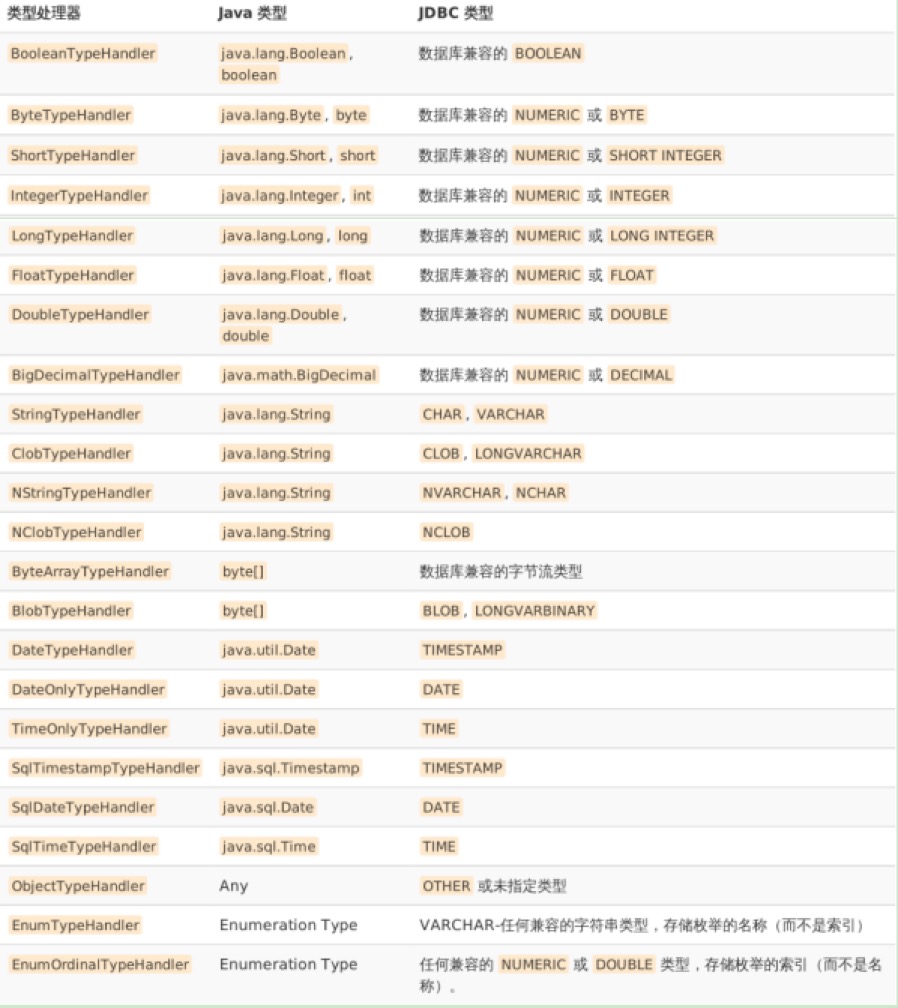 类型处理器 Java 类型 JDBC 类型
BooleanTypeHandler java.lang.Boolean, 数据库兼容的 BOOLEAN
boolean
ByteTypeHandler java.lang.Byte, byte 数据库兼容的 NUMERIC 或 BYTE
ShortTypeHandler java.lang.Short, short 数据库兼容的 NUMERIC 或 SHORT INTEGER
IntegerTypeHandler java.lang.Integer, int 数据库兼容的 NUMERIC 或 INTEGER
LongTypeHandler java.lang.Long, long 数据库兼容的 NUMERIC 或 LONG INTEGER
FloatTypeHandler java.lang.Float, float 数据库兼容的 NUMERIC 或 FLOAT
DoubleTypeHandler java.lang.Double, 数据库兼容的 NUMERIC 或 DOUBLE
double
BigDecimalTypeHandler java.math.BigDecimal 数据库兼容的 NUMERIC 或 DECIMAL
StringTypeHandler java.lang.String CHAR, VARCHAR
ClobTypeHandler java.lang.String CLOB, LONGVARCHAR
NStringTypeHandler java.lang.String NVARCHAR, NCHAR
NClobTypeHandler java.lang.String NCLOB
ByteArrayTypeHandler byte[] 数据库兼容的字节流类型
BlobTypeHandler byte[] BLOB, LONGVARBINARY
DateTypeHandler java.util.Date TIMESTAMP
DateOnlyTypeHandler java.util.Date DATE
TimeOnlyTypeHandler java.util.Date TIME
SqlTimestampTypeHandler java.sql.Timestamp TIMESTAMP
SqlDateTypeHandler java.sql.Date DATE
SqlTimeTypeHandler java.sql.Time TIME
ObjectTypeHandler Any OTHER 或未指定类型
EnumTypeHandler Enumeration Type VARCHAR-任何兼容的字符串类型，存储枚举的名称（而不是索引）
EnumOrdinalTypeHandler Enumeration Type 任何兼容的 NUMERIC 或 DOUBLE 类型，存储枚举的索引（而不是名
称）。